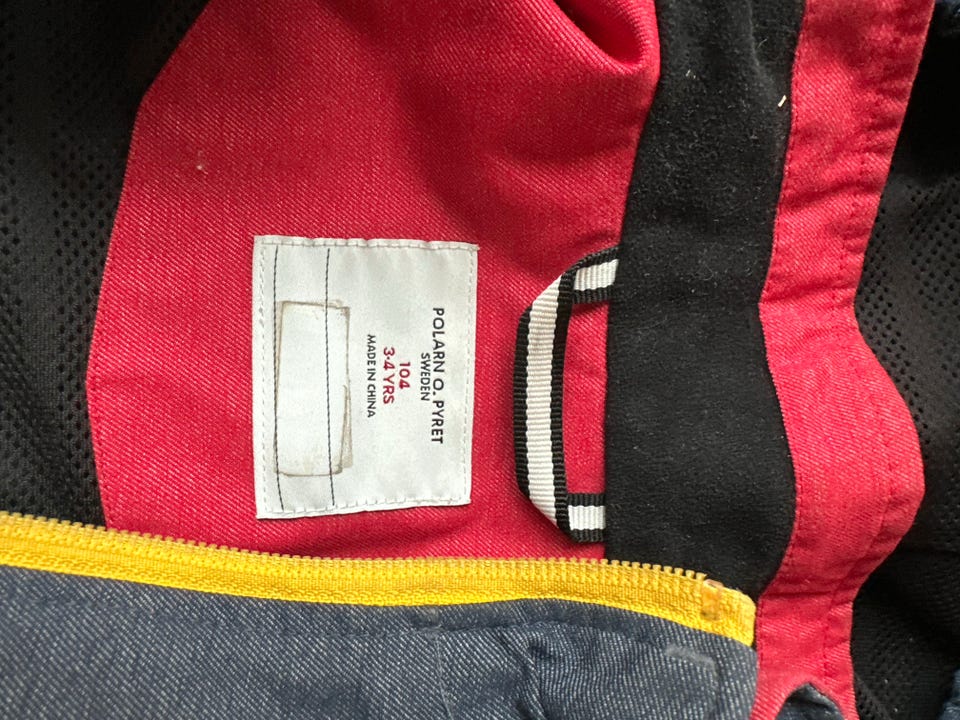 POLARN O. PYRET
SWEDEN
104
3-4 YRS
MADE IN CHINA